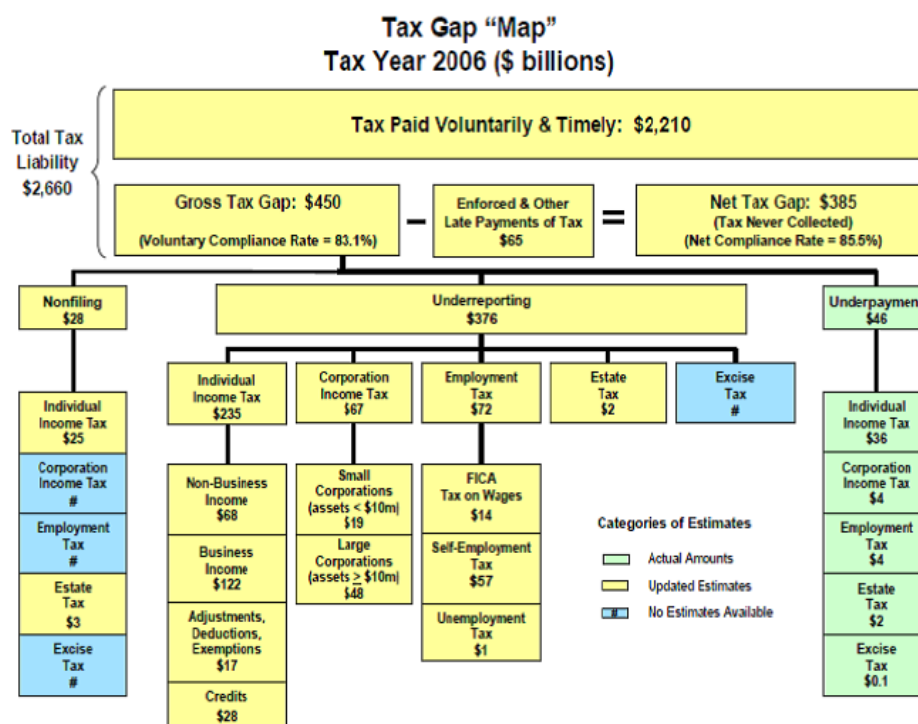 Tax Gap “Map”
Tax Year 2006 ($ billions)
Total Tax
Liability
$2,660
Tax Paid Voluntarily & Timely: $2,210
Gross Tax Gap: $450
(Voluntary Compliance Rate = 83.1%)
–
Enforced & Other
Late Payments of Tax
$65
=
Net Tax Gap: $385
(Tax Never Collected)
(Net Compliance Rate = 85.5%)
Nonfiling
$28
Underreporting
$376
Underpayment
$46
Individual
Income Tax
$25
Corporation
Income Tax
#
Employment
Tax
#
Estate
Tax
$3
Excise
Tax
#
Individual
Income Tax
$235
Non-Business
Income
$68
Business
Income
$122
Adjustments,
Deductions,
Exemptions
$17
Credits
$28
Corporation
Income Tax
$67
Small
Corporations
(assets < $10m)
$19
Large
Corporations
(assets ≥ $10m)
$48
Employment
Tax
$72
FICA
Tax on Wages
$14
Self-Employment
Tax
$57
Unemployment
Tax
$1
Estate
Tax
$2
Excise
Tax
#
Categories of Estimates
Actual Amounts
Updated Estimates
# No Estimates Available
Individual
Income Tax
$36
Corporation
Income Tax
$4
Employment
Tax
$4
Estate
Tax
$2
Excise
Tax
$0.1